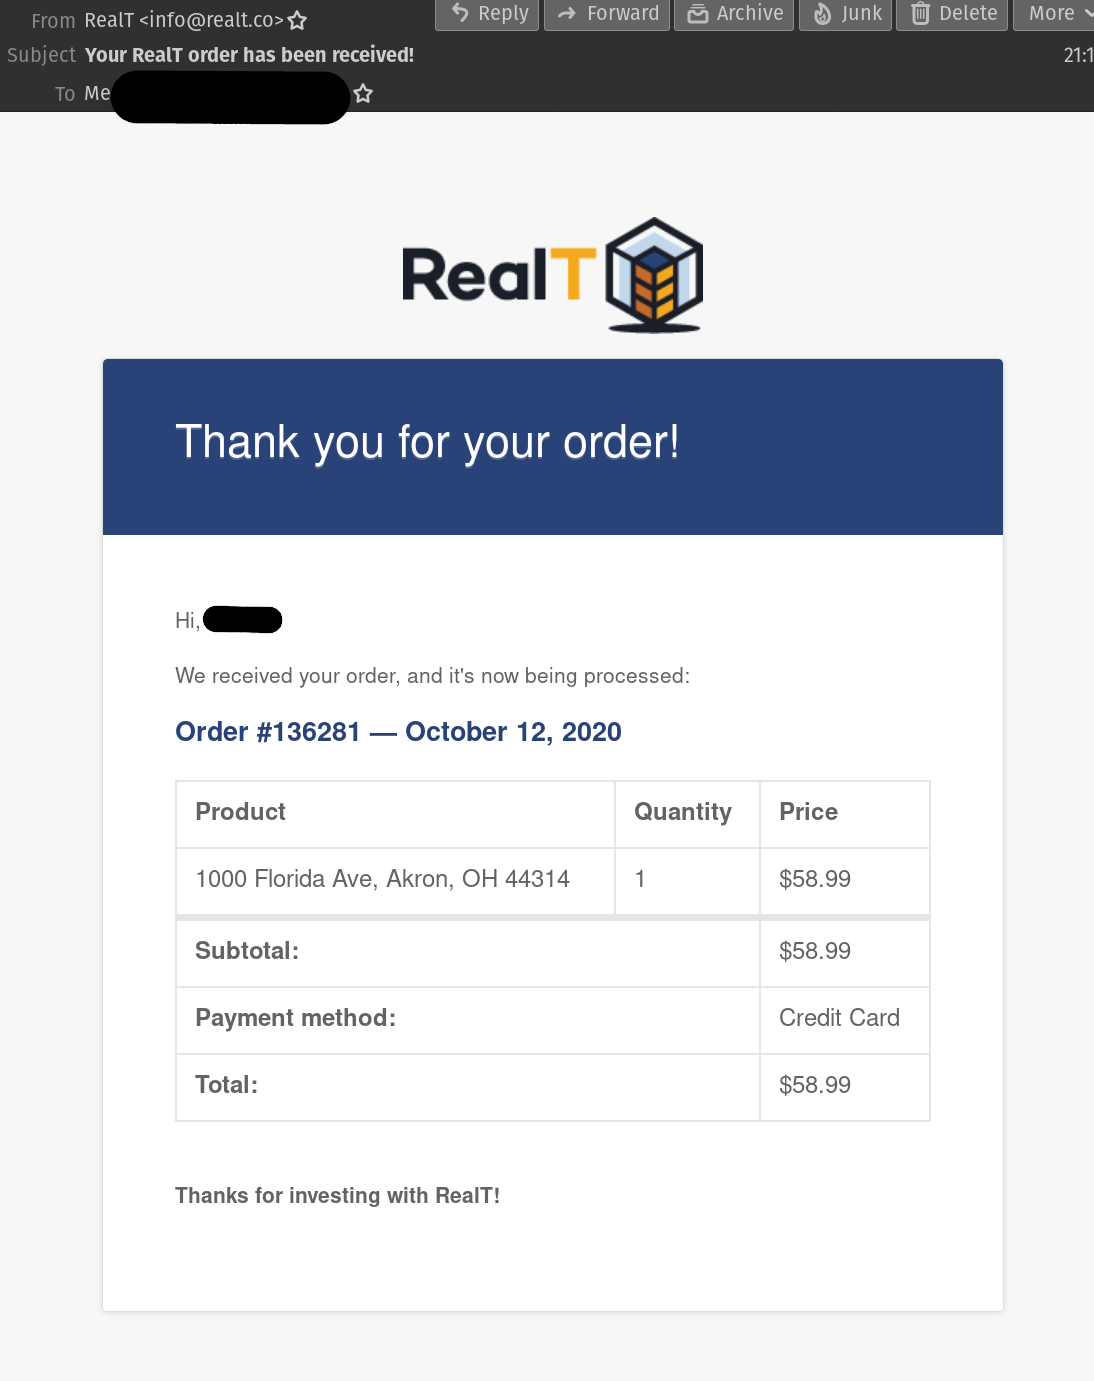 From RealT <info@realt.co> Reply Forward Archive Junk Delete More
Subject Your RealT order has been received! 21:1
To Me
RealT
Thank you for your order!
Hi,
We received your order, and it's now being processed:
Order #136281 — October 12, 2020
Product Quantity Price
1000 Florida Ave, Akron, OH 44314 1 $58.99
Subtotal: $58.99
Payment method: Credit Card
Total: $58.99
Thanks for investing with RealT!